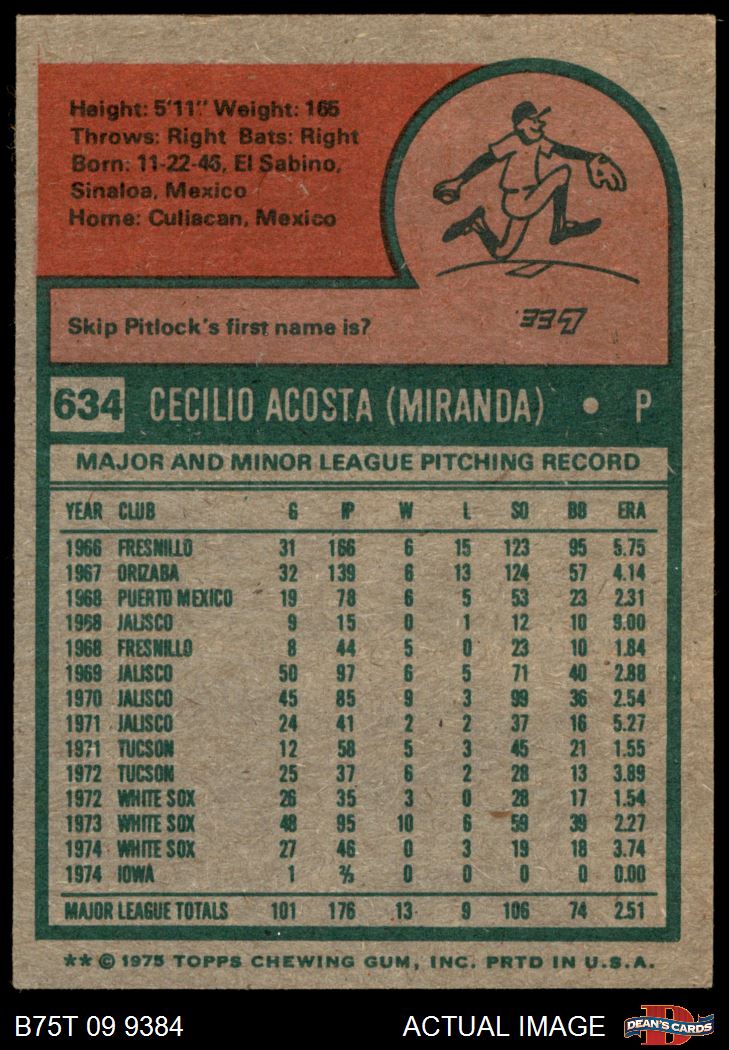 Height: 5'11" Weight: 165
Throws: Right Bats: Right
Born: 11-22-46, El Sabino,
Sinaloa, Mexico
Home: Culiacan, Mexico
Skip Pitlock's first name is?
LEE
634 CECILIO ACOSTA (MIRANDA) • P
MAJOR AND MINOR LEAGUE PITCHING RECORD
YEAR CLUB G IP W L SO BB ERA
1966 FRESNILLO 31 166 6 15 123 95 5.75
1967 ORIZABA 32 139 6 13 124 57 4.14
1968 PUERTO MEXICO 19 78 6 5 53 23 2.31
1968 JALISCO 9 15 0 1 12 10 9.00
1968 FRESNILLO 8 44 5 0 23 10 1.84
1969 JALISCO 50 97 6 5 71 40 2.88
1970 JALISCO 45 85 9 3 99 36 2.54
1971 JALISCO 24 41 2 2 37 16 5.27
1971 TUCSON 12 58 5 3 45 21 1.55
1972 TUCSON 25 37 6 2 28 13 3.89
1972 WHITE SOX 26 35 3 0 28 17 1.54
1973 WHITE SOX 48 95 10 6 59 39 2.27
1974 WHITE SOX 27 46 0 3 19 18 3.74
1974 IOWA 1 ⅔ 0 0 0 0 0.00
MAJOR LEAGUE TOTALS 101 176 13 9 106 74 2.51
** © 1975 TOPPS CHEWING GUM, INC. PRTD IN U.S.A.
B75T 09 9384 ACTUAL IMAGE DEAN'S CARDS